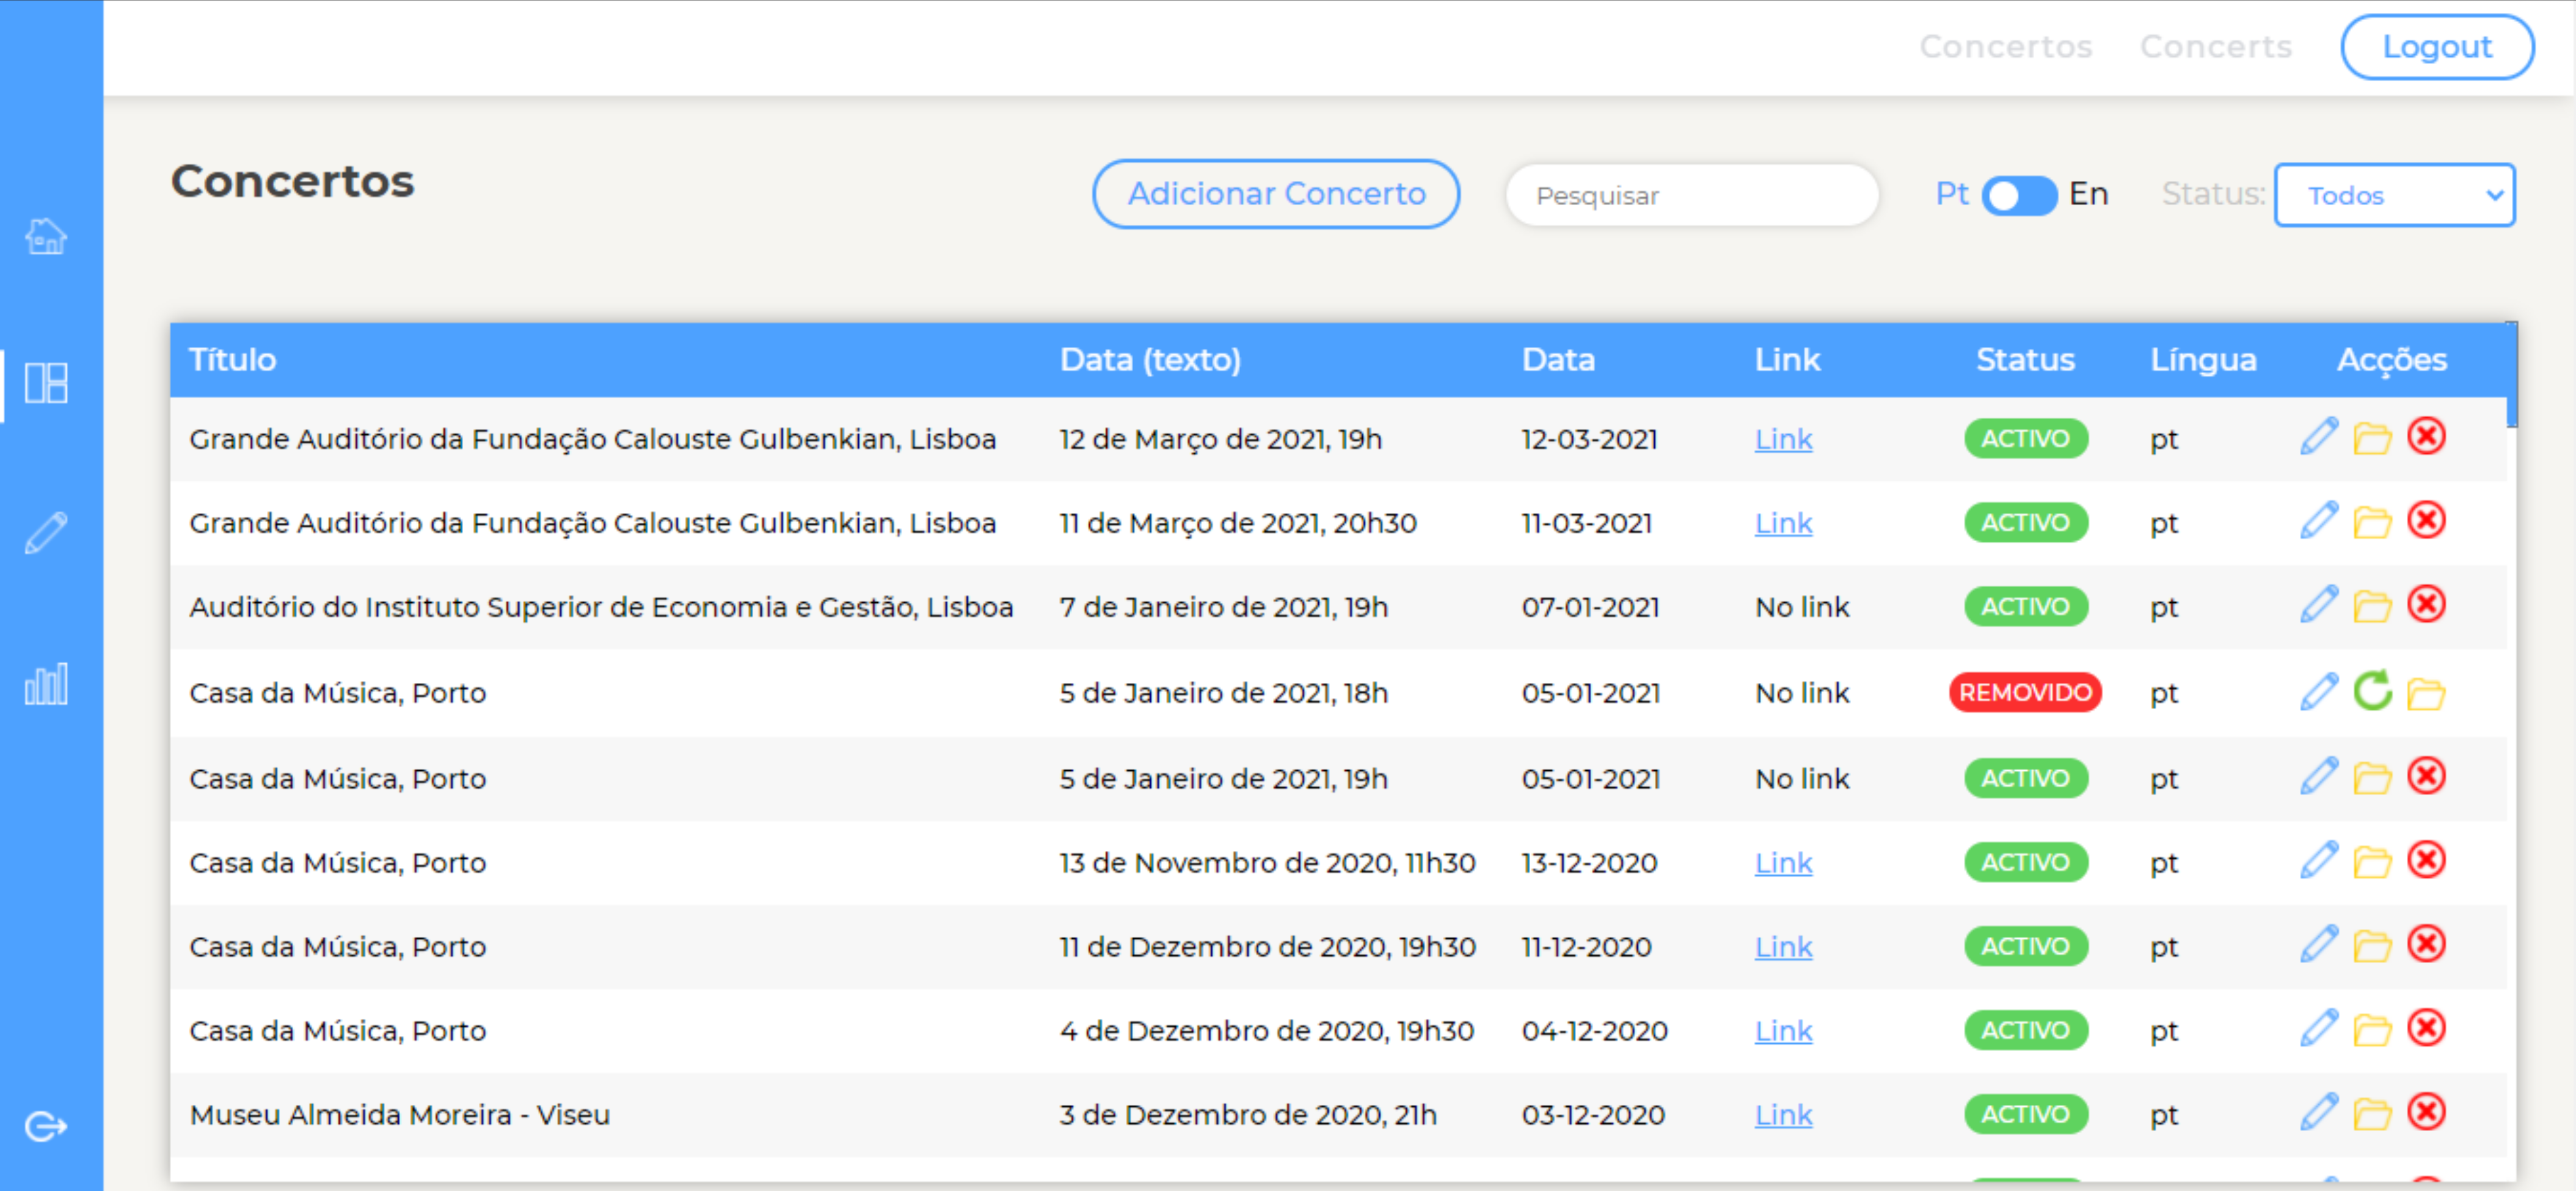 Concertos Concerts Logout
Concertos Adicionar Concerto Pesquisar Pt En Status: Todos
Título Data (texto) Data Link Status Língua Acções
Grande Auditório da Fundação Calouste Gulbenkian, Lisboa 12 de Março de 2021, 19h 12-03-2021 Link ACTIVO pt
Grande Auditório da Fundação Calouste Gulbenkian, Lisboa 11 de Março de 2021, 20h30 11-03-2021 Link ACTIVO pt
Auditório do Instituto Superior de Economia e Gestão, Lisboa 7 de Janeiro de 2021, 19h 07-01-2021 No link ACTIVO pt
Casa da Música, Porto 5 de Janeiro de 2021, 18h 05-01-2021 No link REMOVIDO pt
Casa da Música, Porto 5 de Janeiro de 2021, 19h 05-01-2021 No link ACTIVO pt
Casa da Música, Porto 13 de Novembro de 2020, 11h30 13-12-2020 Link ACTIVO pt
Casa da Música, Porto 11 de Dezembro de 2020, 19h30 11-12-2020 Link ACTIVO pt
Casa da Música, Porto 4 de Dezembro de 2020, 19h30 04-12-2020 Link ACTIVO pt
Museu Almeida Moreira - Viseu 3 de Dezembro de 2020, 21h 03-12-2020 Link ACTIVO pt